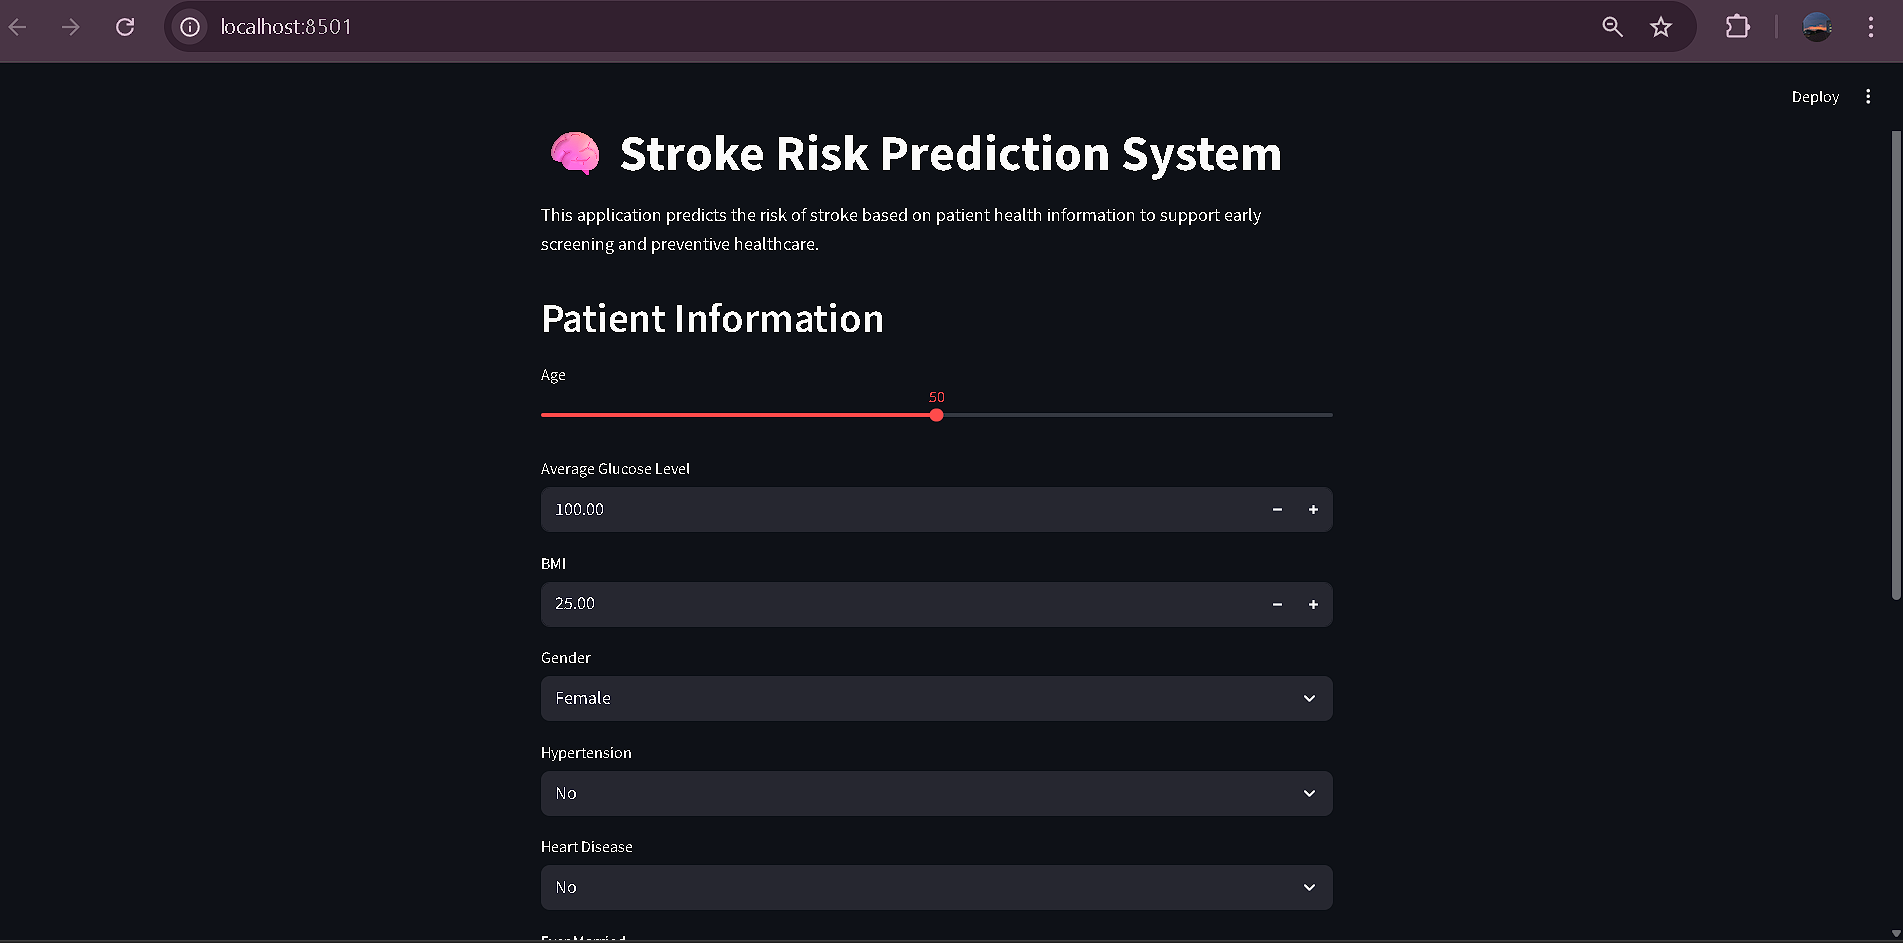 localhost:8501
Deploy
Stroke Risk Prediction System
This application predicts the risk of stroke based on patient health information to support early
screening and preventive healthcare.
Patient Information
Age
50
Average Glucose Level
100.00
BMI
25.00
Gender
Female
Hypertension
No
Heart Disease
No
Ever Married